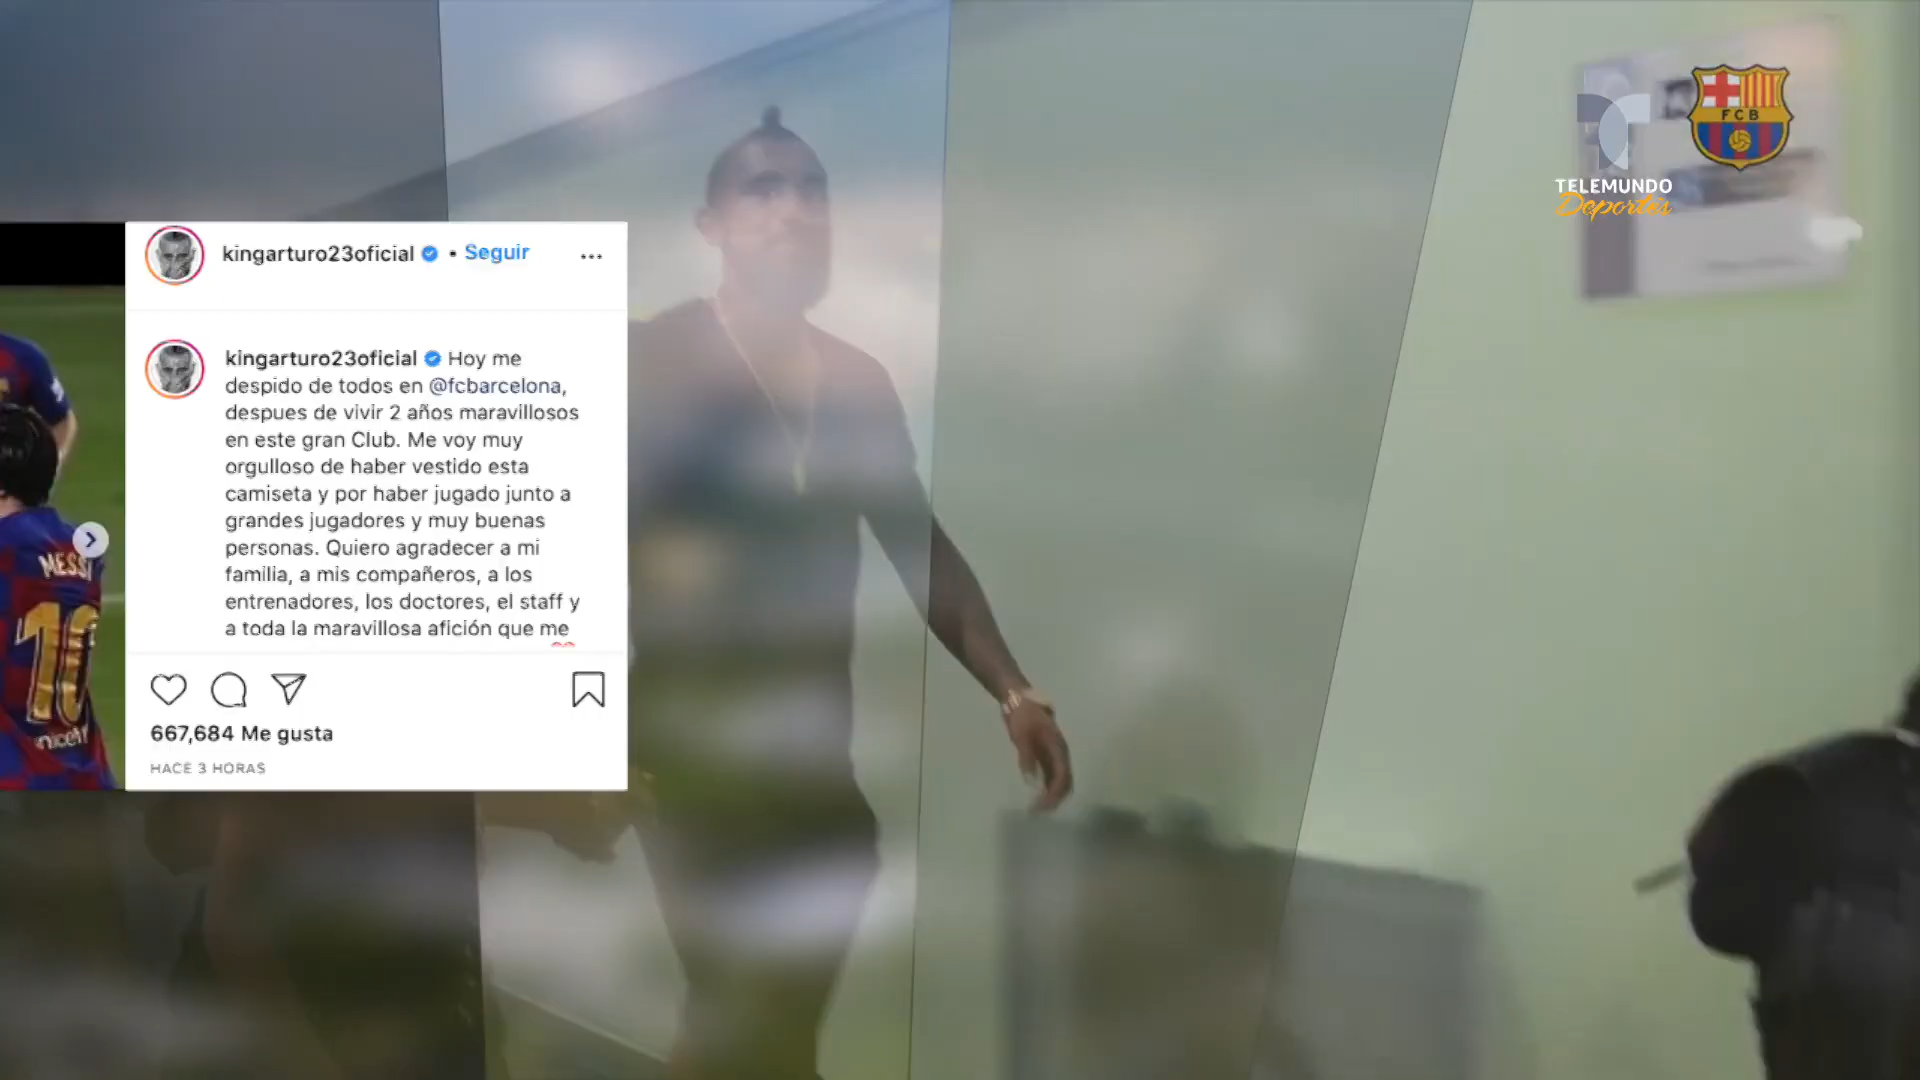 FCB
TELEMUNDO
Deportes
kingarturo23oficial • Seguir
kingarturo23oficial Hoy me
despido de todos en @fcbarcelona,
despues de vivir 2 años maravillosos
en este gran Club. Me voy muy
orgulloso de haber vestido esta
camiseta y por haber jugado junto a
grandes jugadores y muy buenas
personas. Quiero agradecer a mi
familia, a mis compañeros, a los
entrenadores, los doctores, el staff y
a toda la maravillosa afición que me
667,684 Me gusta
HACE 3 HORAS
MESSI
10
unicef